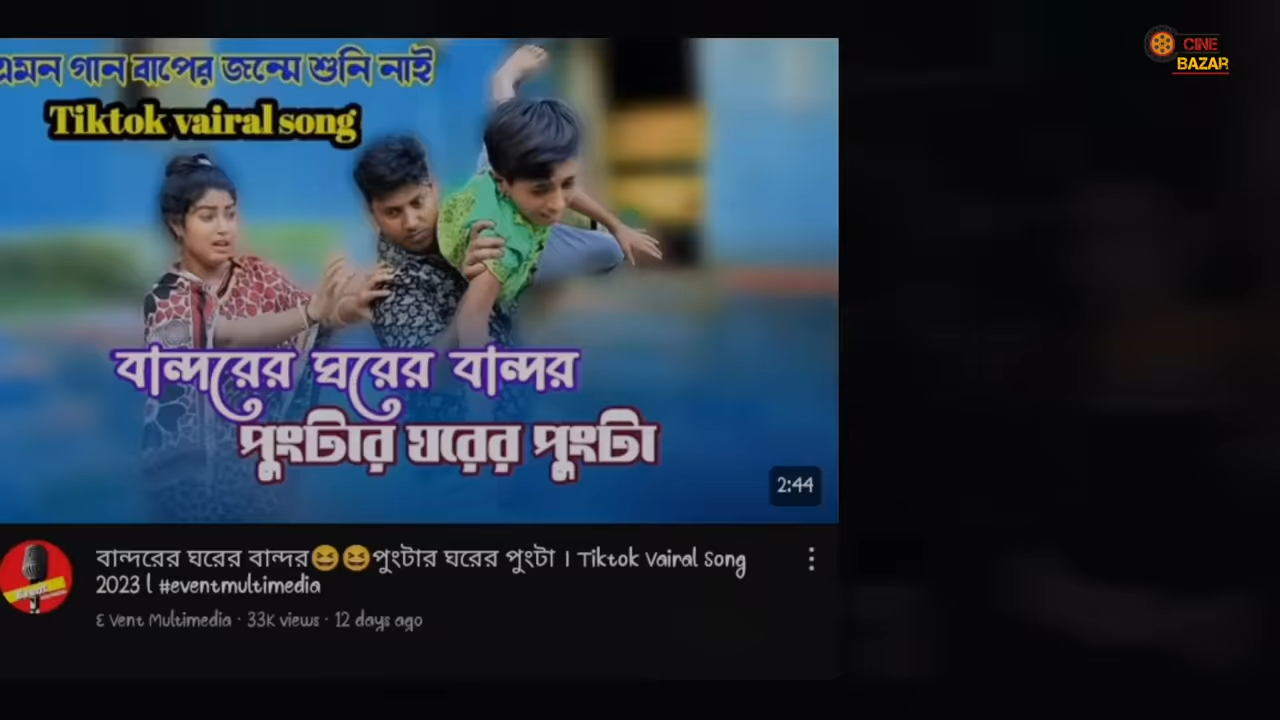 এমন গান বাপের জন্মে শুনি নাই
Tiktok vairal song
বান্দরের ঘরের বান্দর
পুংটার ঘরের পুংটা
2:44
বান্দরের ঘরের বান্দর😆😆পুংটার ঘরের পুংটা । Tiktok Vairal Song
2023 l #eventmultimedia
E Vent Multimedia · 33K views · 12 days ago
CINE
BAZAR